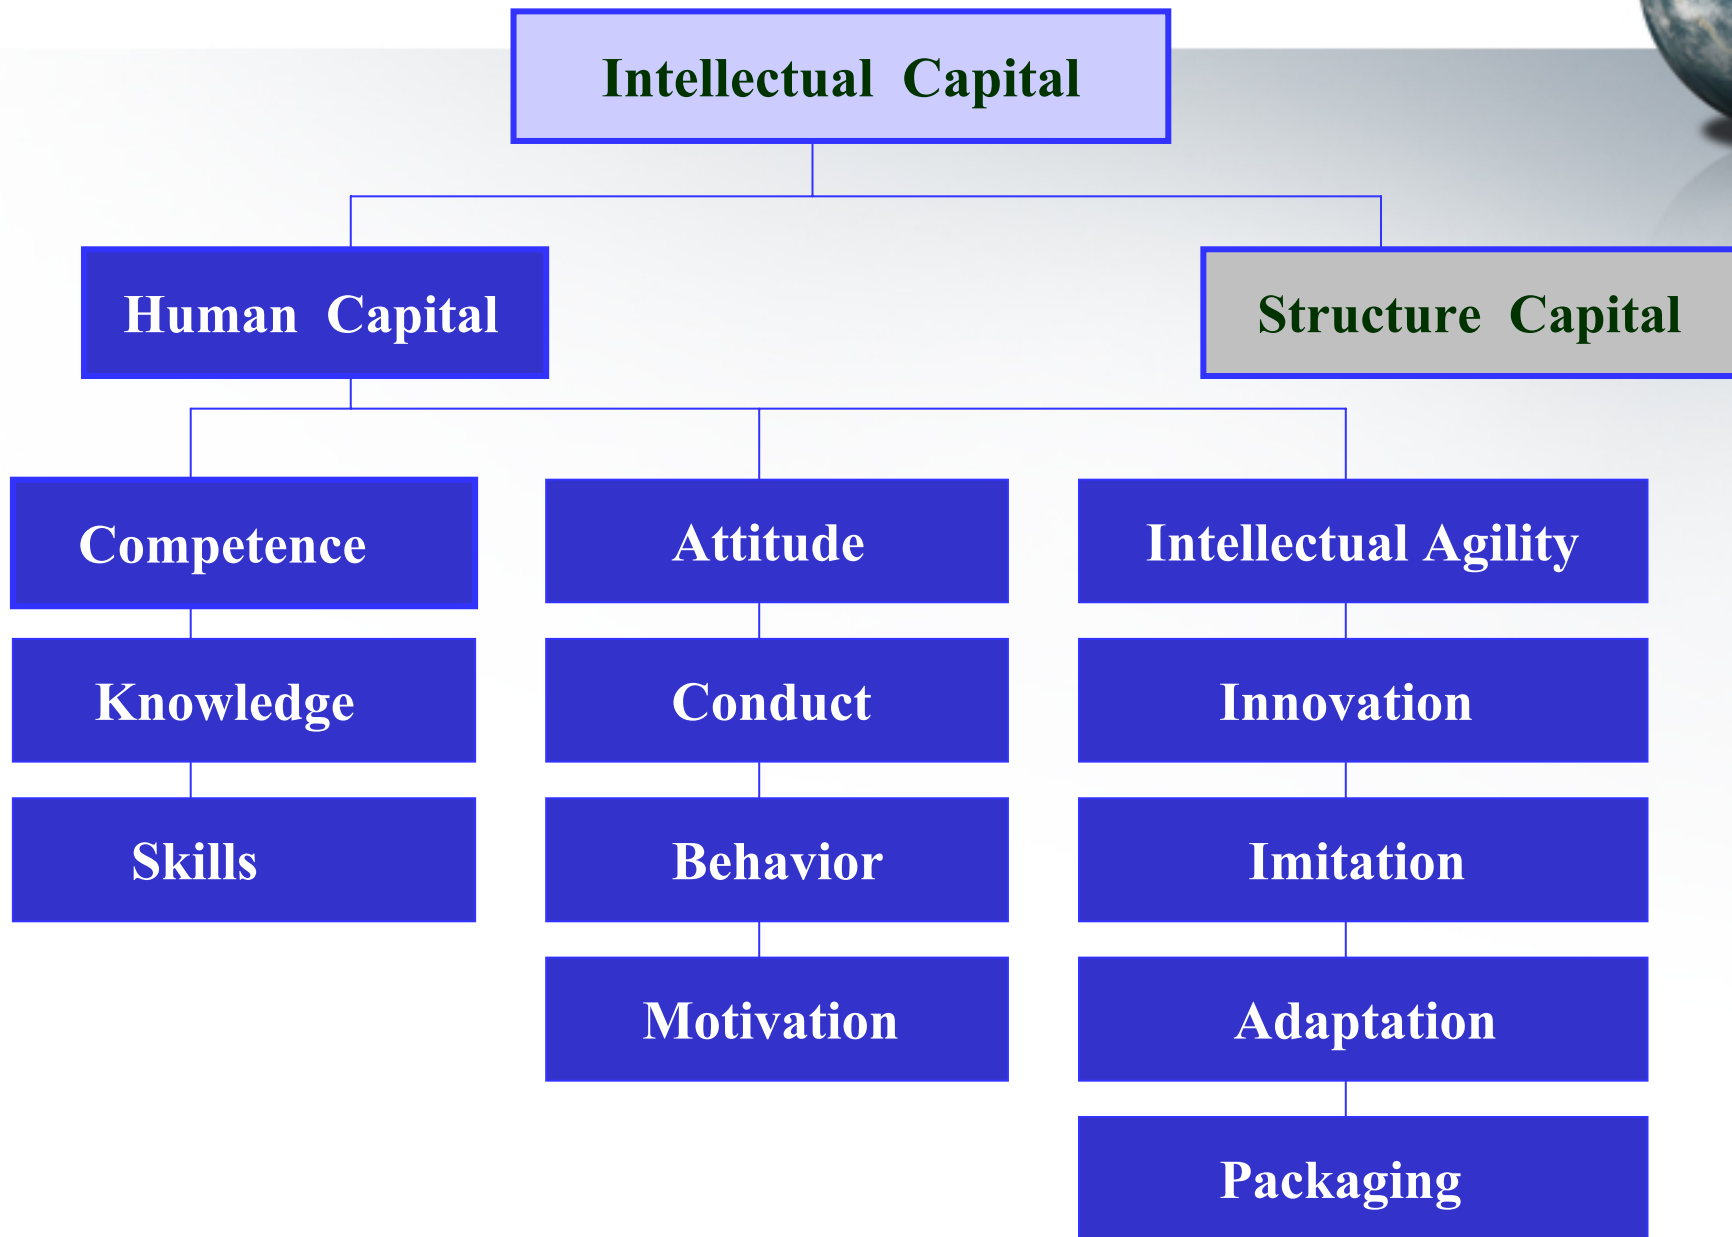 Intellectual Capital
Human Capital
Structure Capital
Competence
Attitude
Intellectual Agility
Knowledge
Conduct
Innovation
Skills
Behavior
Imitation
Motivation
Adaptation
Packaging